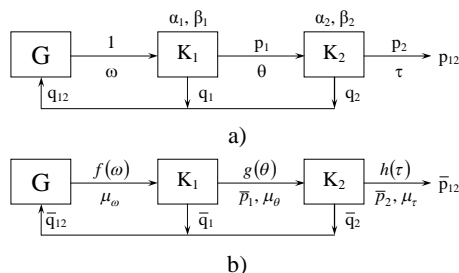 α₁, β₁ α₂, β₂
1 p₁ p₂
G K₁ K₂ p₁₂
ω θ τ
q₁₂ q₁ q₂
a)
f(ω) g(θ) h(τ)
G K₁ K₂ p̅₁₂
μ_ω p̅₁, μ_θ p̅₂, μ_τ
q̅₁₂ q̅₁ q̅₂
b)